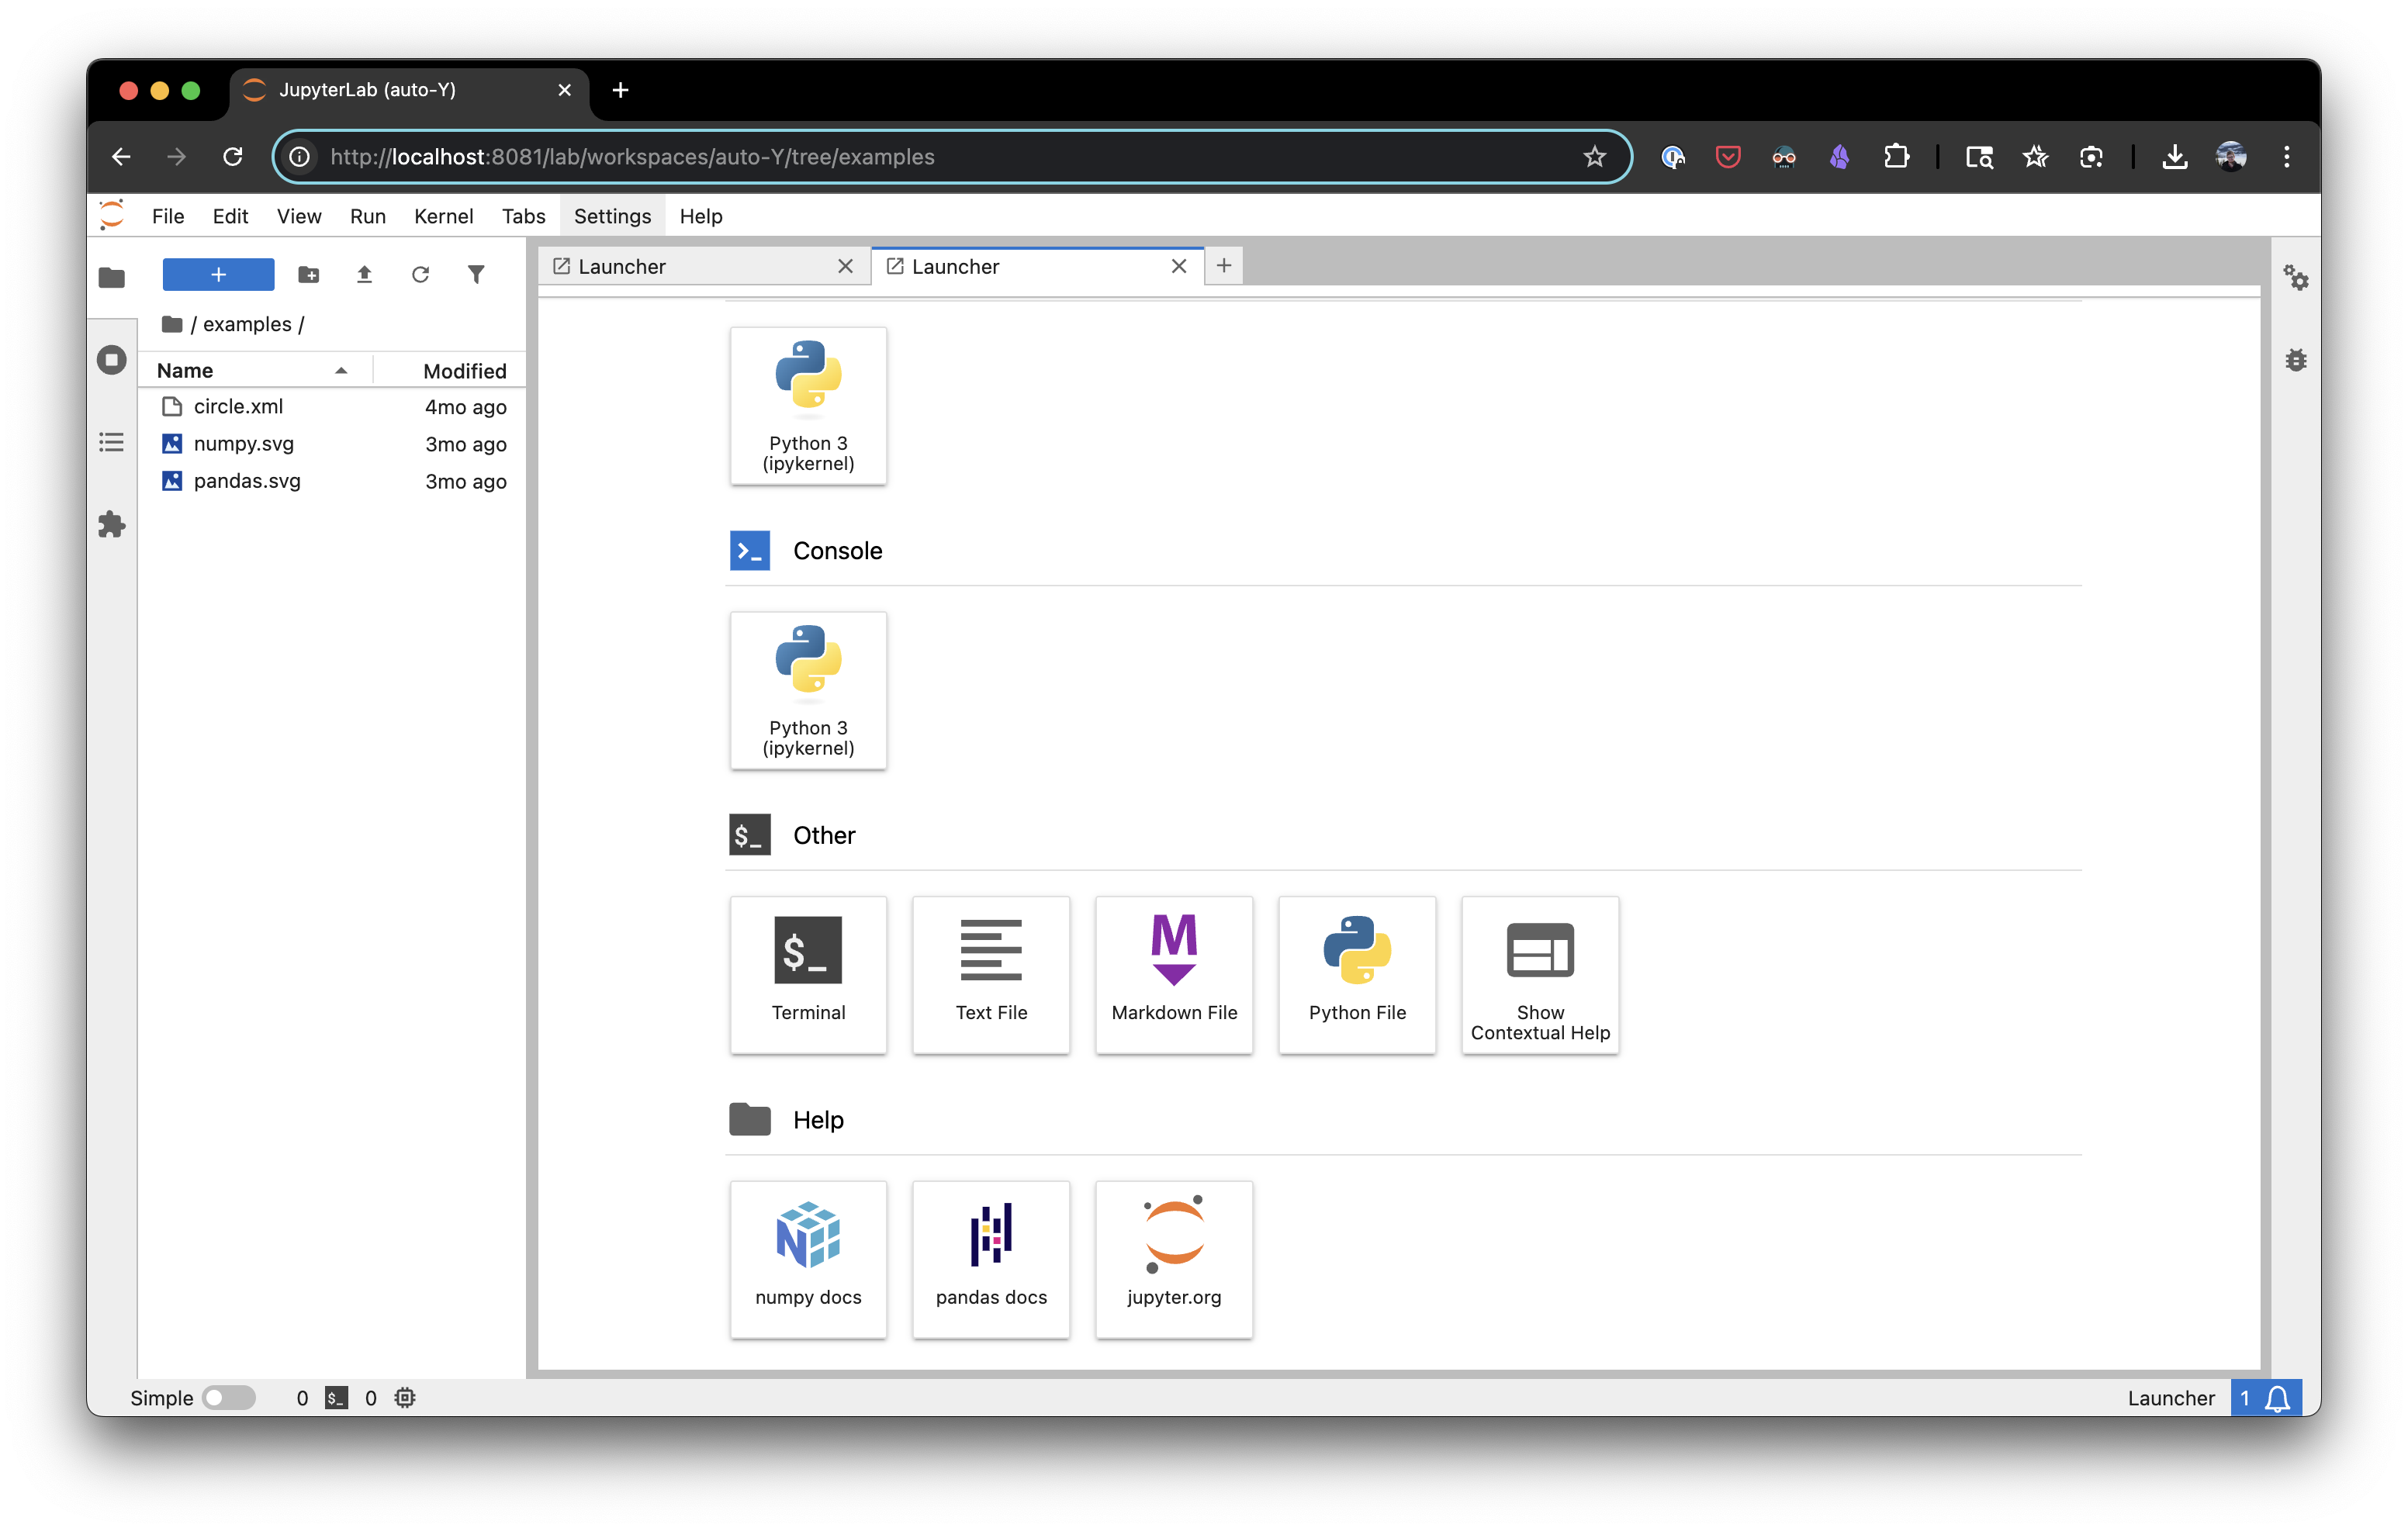 JupyterLab (auto-Y)
http://localhost:8081/lab/workspaces/auto-Y/tree/examples
File Edit View Run Kernel Tabs Settings Help
/ examples /
Name Modified
circle.xml 4mo ago
numpy.svg 3mo ago
pandas.svg 3mo ago
Launcher Launcher
Python 3
(ipykernel)
>_ Console
Python 3
(ipykernel)
$_ Other
$_
Terminal
Text File
M
Markdown File
Python File
Show
Contextual Help
Help
N
numpy docs
pandas docs
jupyter.org
Simple 0 $_ 0
Launcher 1